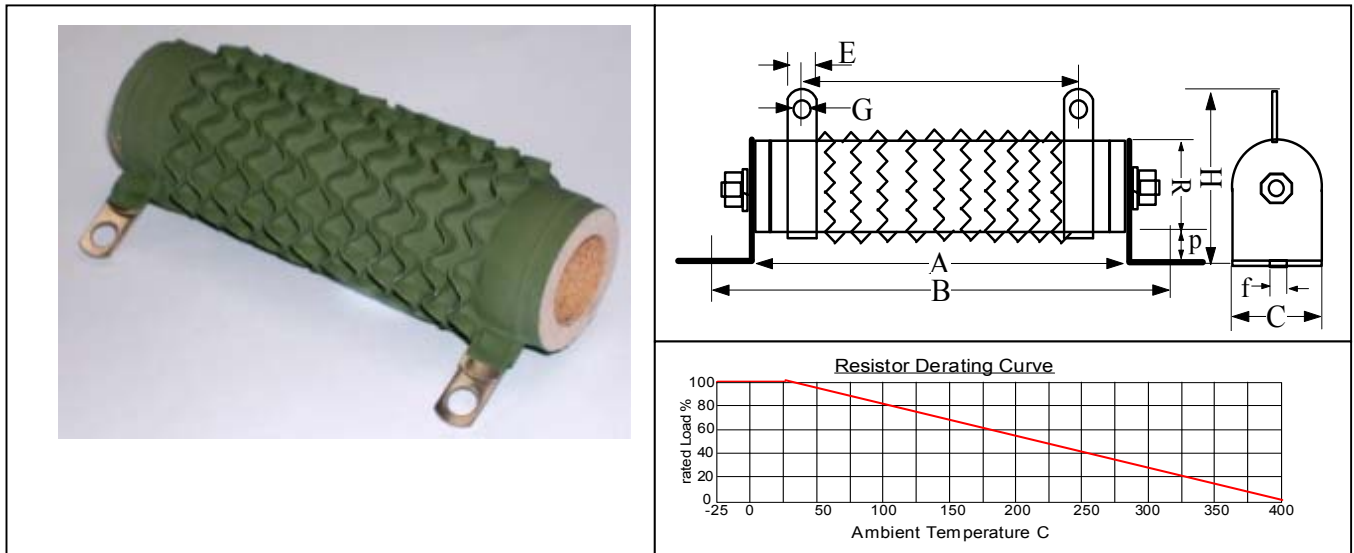 E
G
H
R
p
A
B
f
C
Resistor Derating Curve
100
80
60
40
20
0
rated Load %
-25 0 50 100 150 200 250 300 350 400
Ambient Temperature C